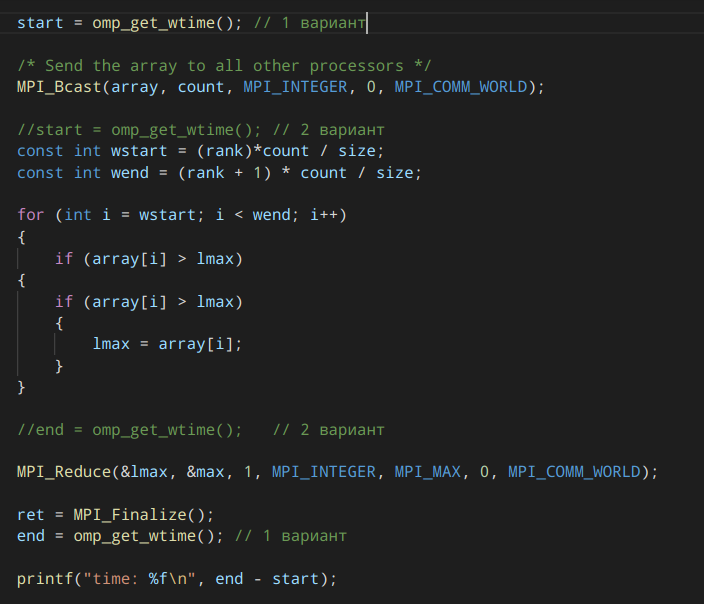 start = omp_get_wtime(); // 1 вариант
/* Send the array to all other processors */
MPI_Bcast(array, count, MPI_INTEGER, 0, MPI_COMM_WORLD);
//start = omp_get_wtime(); // 2 вариант
const int wstart = (rank)*count / size;
const int wend = (rank + 1) * count / size;
for (int i = wstart; i < wend; i++)
{
if (array[i] > lmax)
{
if (array[i] > lmax)
{
lmax = array[i];
}
}
//end = omp_get_wtime();   // 2 вариант
MPI_Reduce(&lmax, &max, 1, MPI_INTEGER, MPI_MAX, 0, MPI_COMM_WORLD);
ret = MPI_Finalize();
end = omp_get_wtime(); // 1 вариант
printf("time: %f\n", end - start);